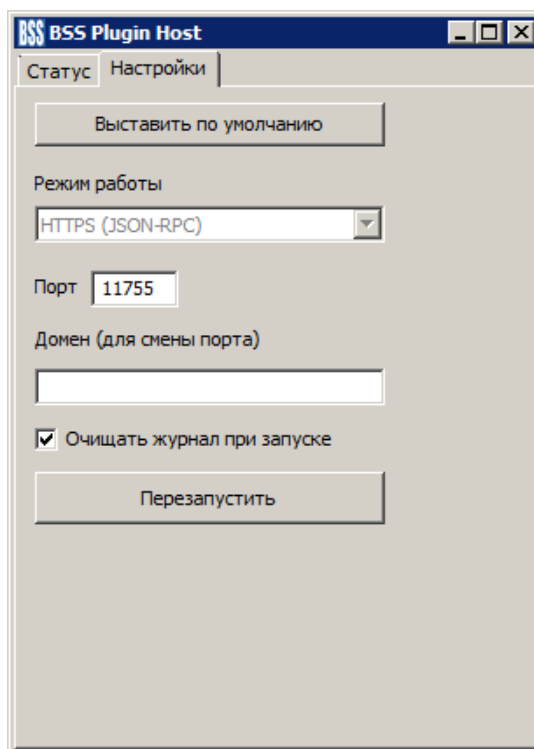 BSS BSS Plugin Host
Статус Настройки
Выставить по умолчанию
Режим работы
HTTPS (JSON-RPC)
Порт 11755
Домен (для смены порта)
Очищать журнал при запуске
Перезапустить